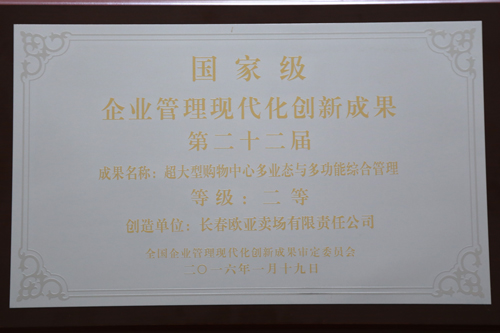 国家级
企业管理现代化创新成果
第二十二届
成果名称：超大型购物中心多业态与多功能综合管理
等级：二等
创造单位：长春欧亚卖场有限责任公司
全国企业管理现代化创新成果审定委员会
二〇一六年一月十九日